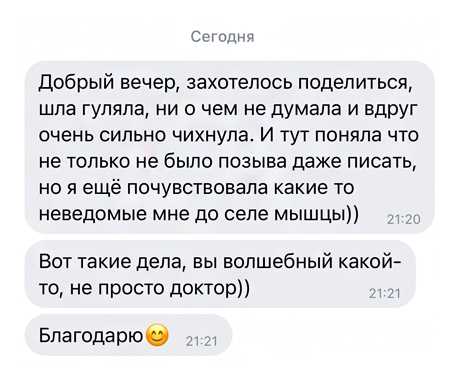 Сегодня
Добрый вечер, захотелось поделиться,
шла гуляла, ни о чем не думала и вдруг
очень сильно чихнула. И тут поняла что
не только не было позыва даже писать,
но я ещё почувствовала какие то
неведомые мне до селе мышцы))
21:20
Вот такие дела, вы волшебный какой-
то, не просто доктор))
21:21
Благодарю😊
21:21